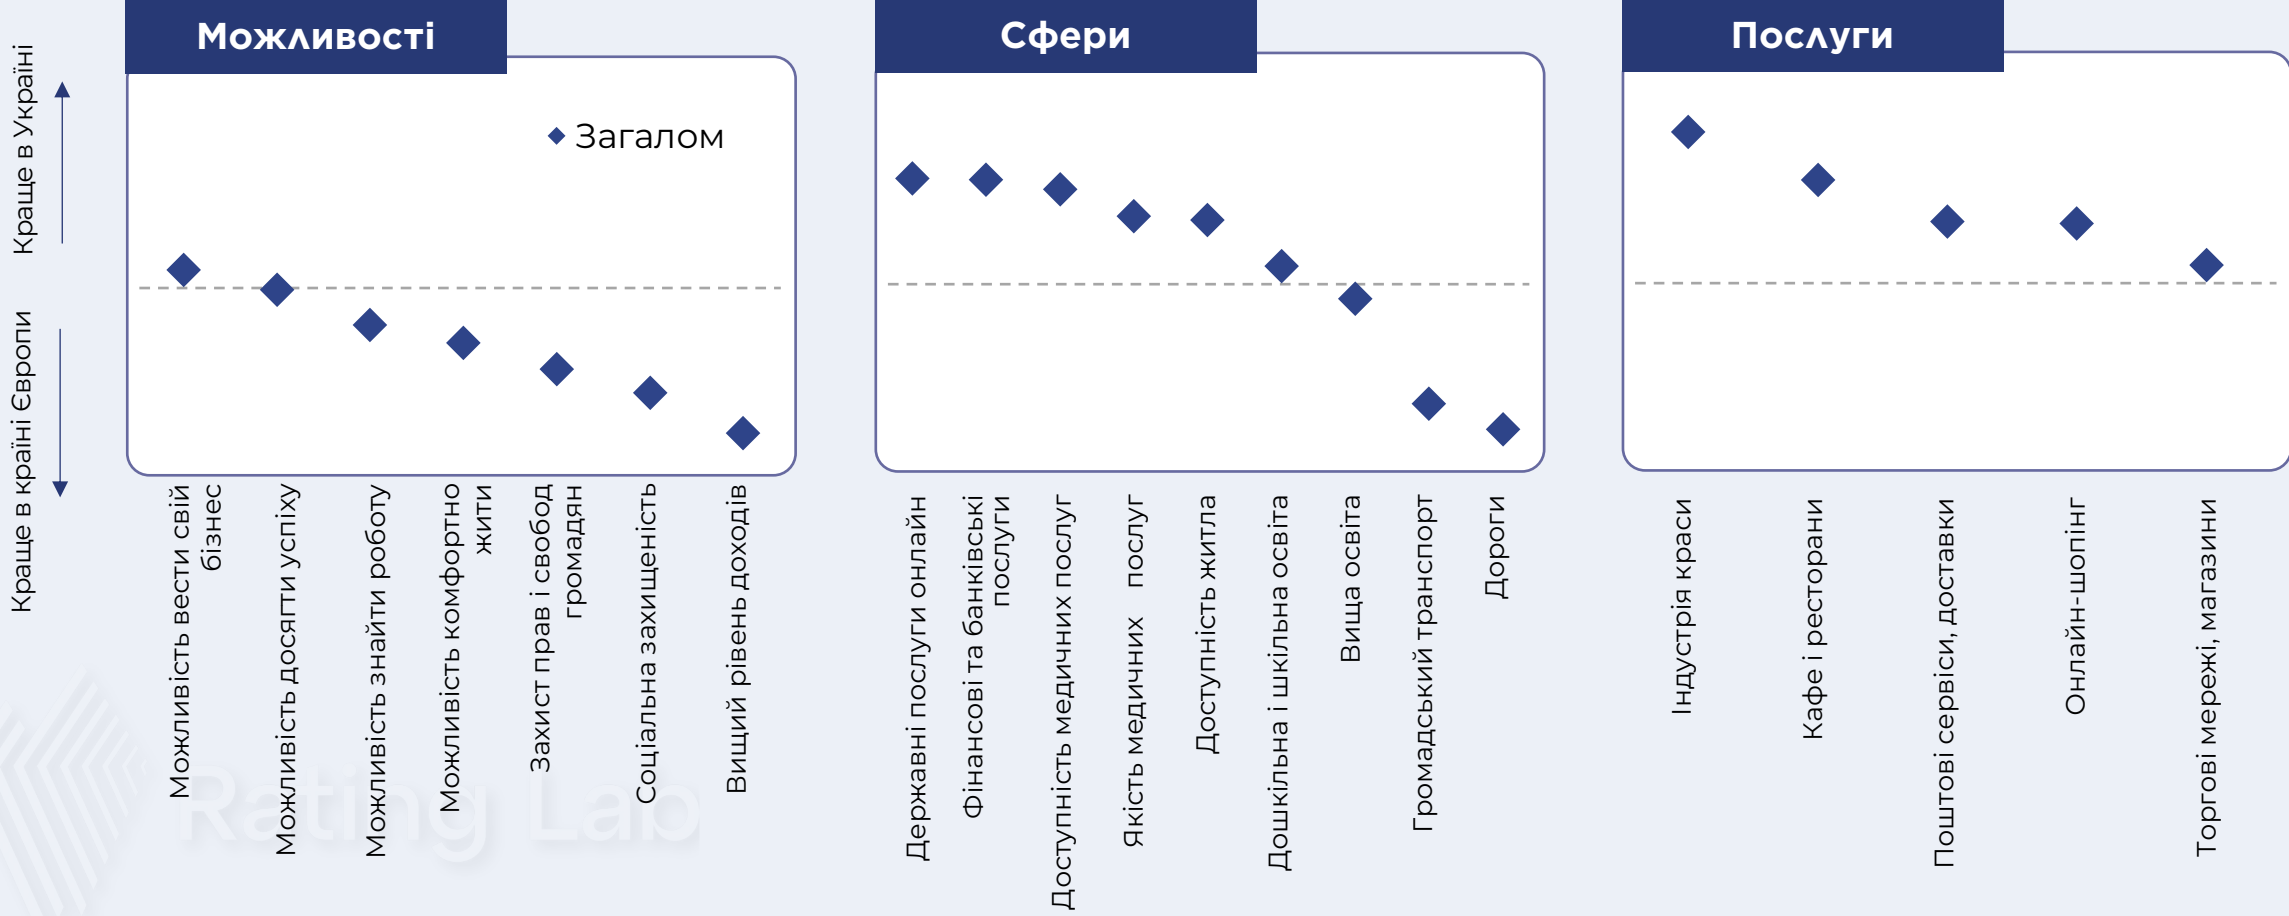 Можливості
Сфери
Послуги
Краще в Україні
Краще в країні Європи
Загалом
Можливість вести свій
бізнес
Можливість досягти успіху
Можливість знайти роботу
Можливість комфортно
жити
Захист прав і свобод
громадян
Соціальна захищеність
Вищий рівень доходів
Державні послуги онлайн
Фінансові та банківські
послуги
Доступність медичних послуг
Якість медичних послуг
Доступність житла
Дошкільна і шкільна освіта
Вища освіта
Громадський транспорт
Дороги
Індустрія краси
Кафе і ресторани
Поштові сервіси, доставки
Онлайн-шопінг
Торгові мережі, магазини
Rating Lab